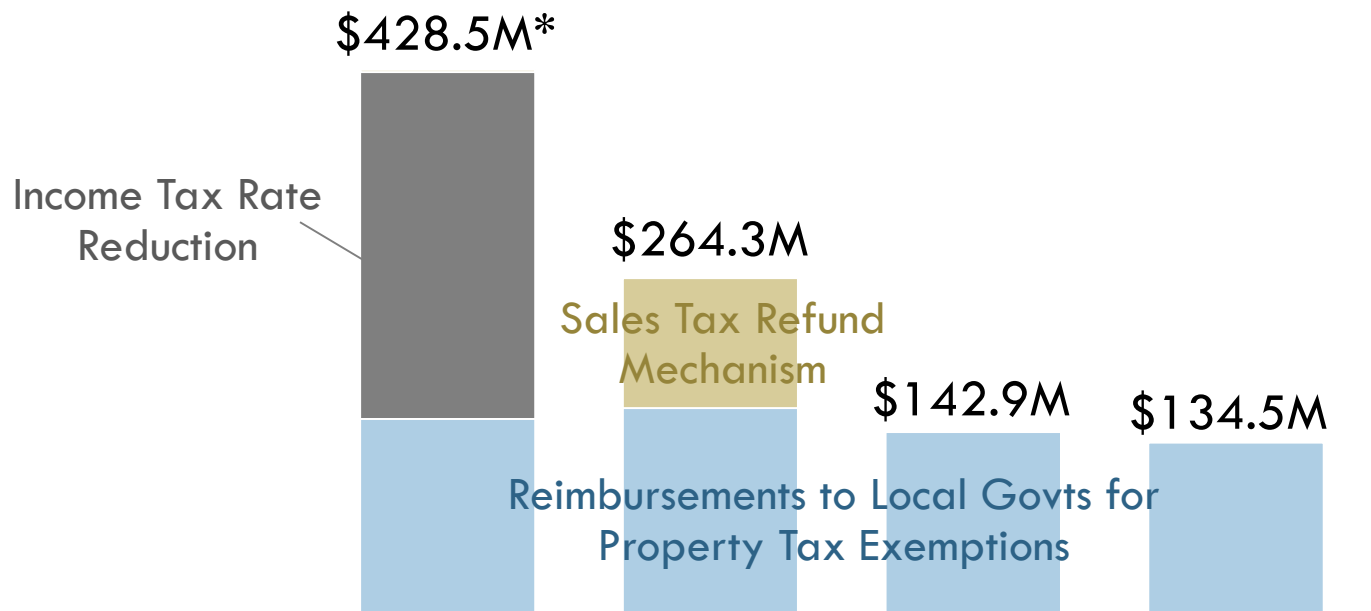 $428.5M*
Income Tax Rate
Reduction
$264.3M
Sales Tax Refund
Mechanism
$142.9M
$134.5M
Reimbursements to Local Govts for
Property Tax Exemptions